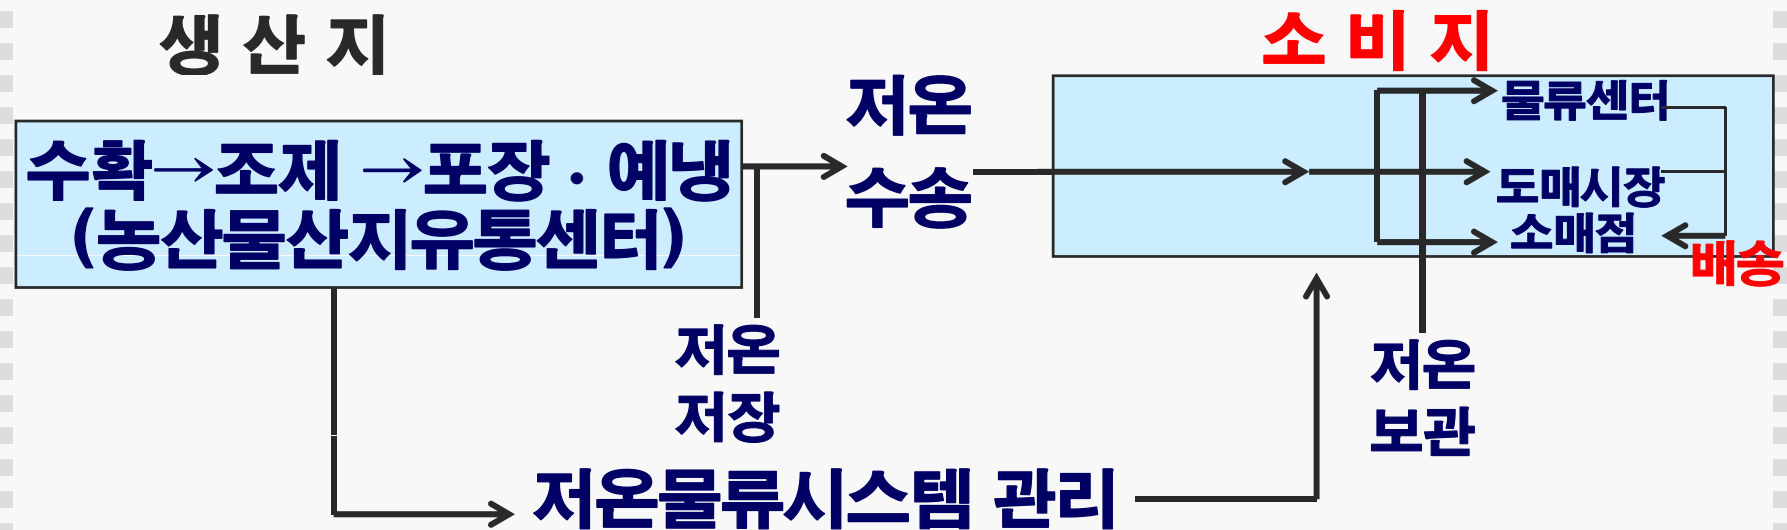 생 산 지
소 비 지
수확→조제 →포장 · 예냉
(농산물산지유통센터)
저온
수송
물류센터
도매시장
소매점
배송
저온
저장
저온
보관
저온물류시스템 관리